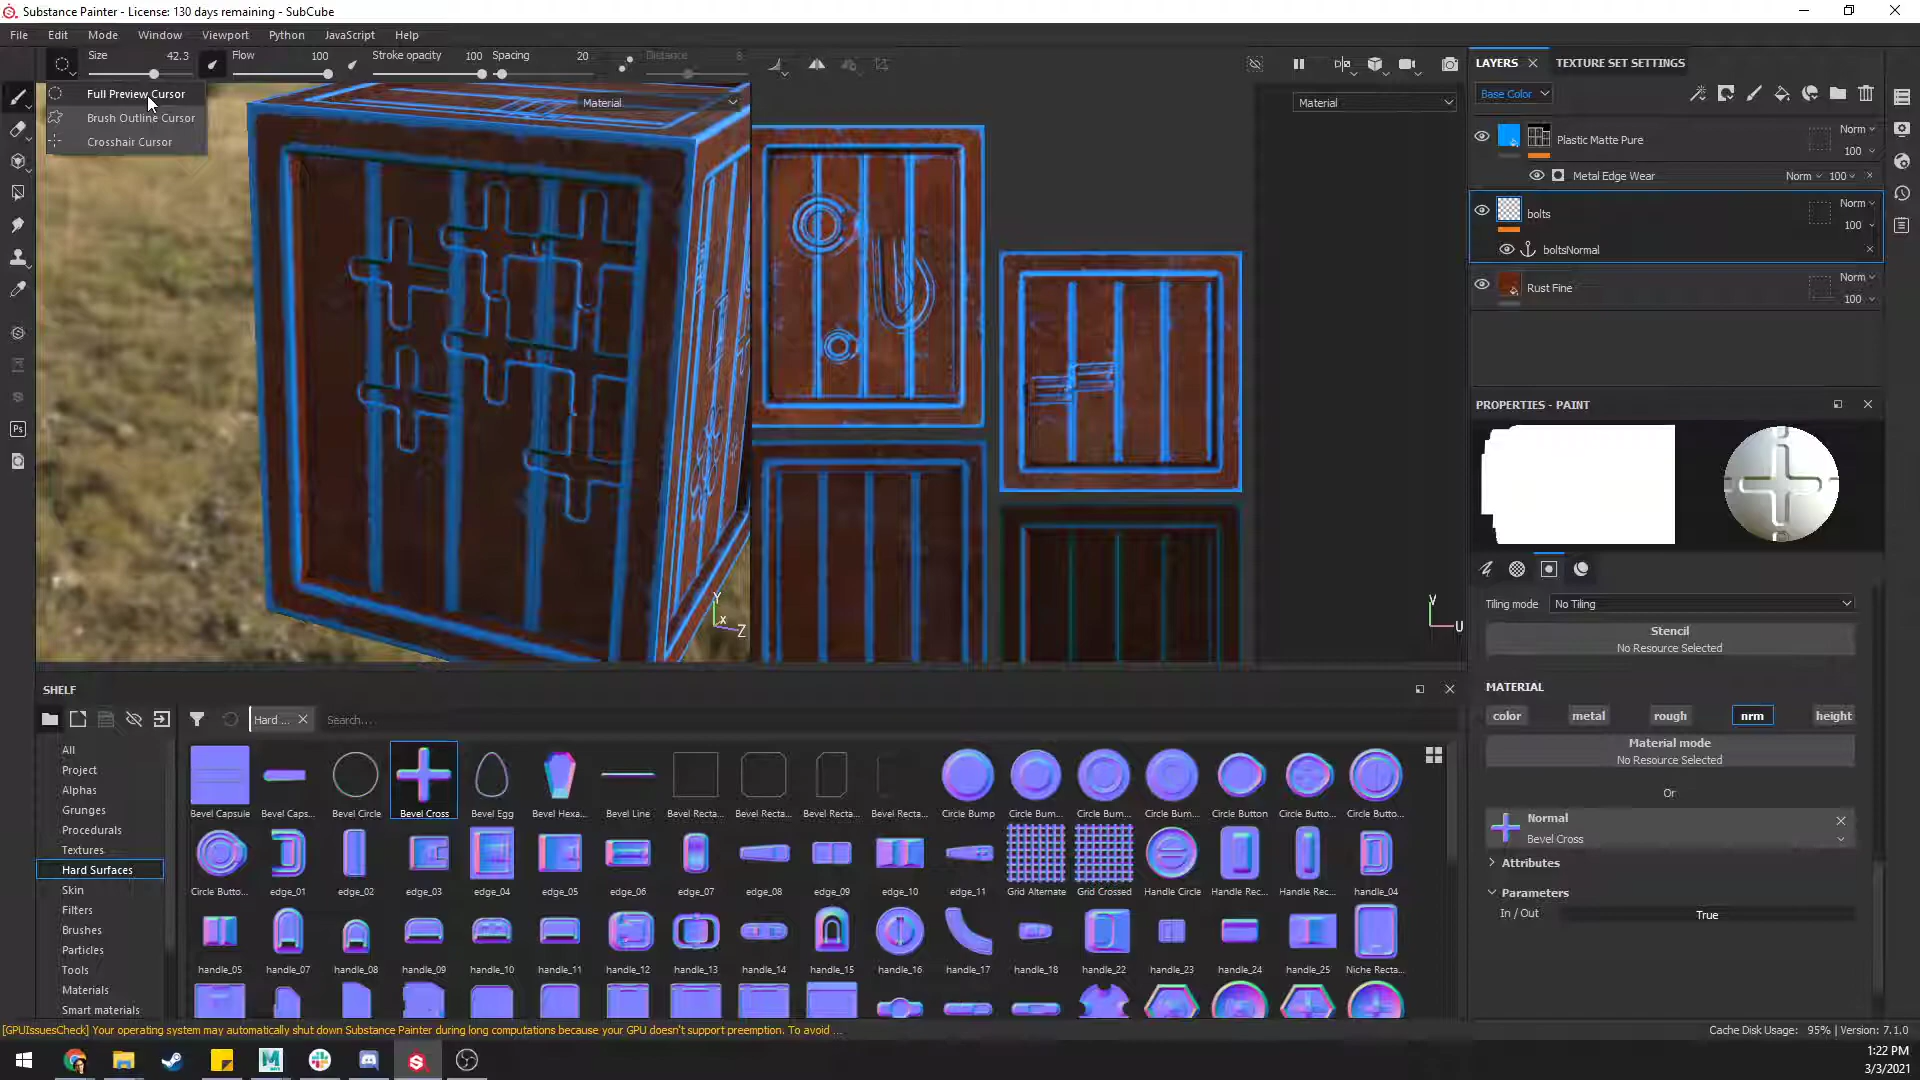 Substance Painter - License: 130 days remaining - SubCube
File Edit Mode Window Viewport Python JavaScript Help
Size 42.3 Flow 100 Stroke opacity 100 Spacing 20 Distance 8
Full Preview Cursor
Brush Outline Cursor
Crosshair Cursor
Material
Material
Y
X
Z
V
U
LAYERS TEXTURE SET SETTINGS
Base Color
Plastic Matte Pure Norm 100
Metal Edge Wear Norm 100
bolts Norm 100
boltsNormal
Rust Fine Norm 100
PROPERTIES - PAINT
Tiling mode No Tiling
Stencil
No Resource Selected
MATERIAL
color metal rough nrm height
Material mode
No Resource Selected
Or
Normal
Bevel Cross
Attributes
Parameters
In / Out True
SHELF
Hard ... Search...
All
Project
Alphas
Grunges
Procedurals
Textures
Hard Surfaces
Skin
Filters
Brushes
Particles
Tools
Materials
Smart materials
Bevel Capsule Bevel Caps... Bevel Circle Bevel Cross Bevel Egg Bevel Hexa... Bevel Line Bevel Recta... Bevel Recta... Bevel Recta... Bevel Recta... Circle Bump Circle Bum... Circle Bum... Circle Bum... Circle Button Circle Butto... Circle Butto...
Circle Butto... edge_01 edge_02 edge_03 edge_04 edge_05 edge_06 edge_07 edge_08 edge_09 edge_10 edge_11 Grid Alternate Grid Crossed Handle Circle Handle Rec... Handle Rec... handle_04
handle_05 handle_07 handle_08 handle_09 handle_10 handle_11 handle_12 handle_13 handle_14 handle_15 handle_16 handle_17 handle_18 handle_22 handle_23 handle_24 handle_25 Niche Recta...
Ps
[GPUIssuesCheck] Your operating system may automatically shut down Substance Painter during long computations because your GPU doesn't support preemption. To avoid ...
Cache Disk Usage: 95% | Version: 7.1.0
1:22 PM
3/3/2021